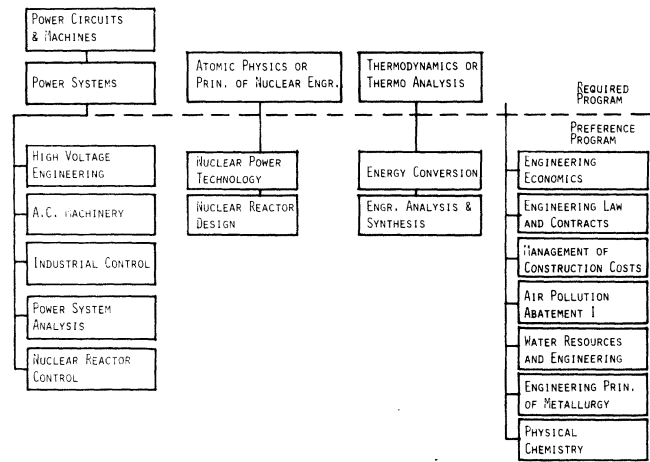 Power Circuits
& Machines
Power Systems
Atomic Physics or
Prin. of Nuclear Engr.
Thermodynamics or
Thermo Analysis
Required
Program
Preference
Program
High Voltage
Engineering
A.C. Machinery
Industrial Control
Power System
Analysis
Nuclear Reactor
Control
Nuclear Power
Technology
Nuclear Reactor
Design
Energy Conversion
Engr. Analysis &
Synthesis
Engineering
Economics
Engineering Law
and Contracts
Management of
Construction Costs
Air Pollution
Abatement I
Water Resources
and Engineering
Engineering Prin.
of Metallurgy
Physical
Chemistry